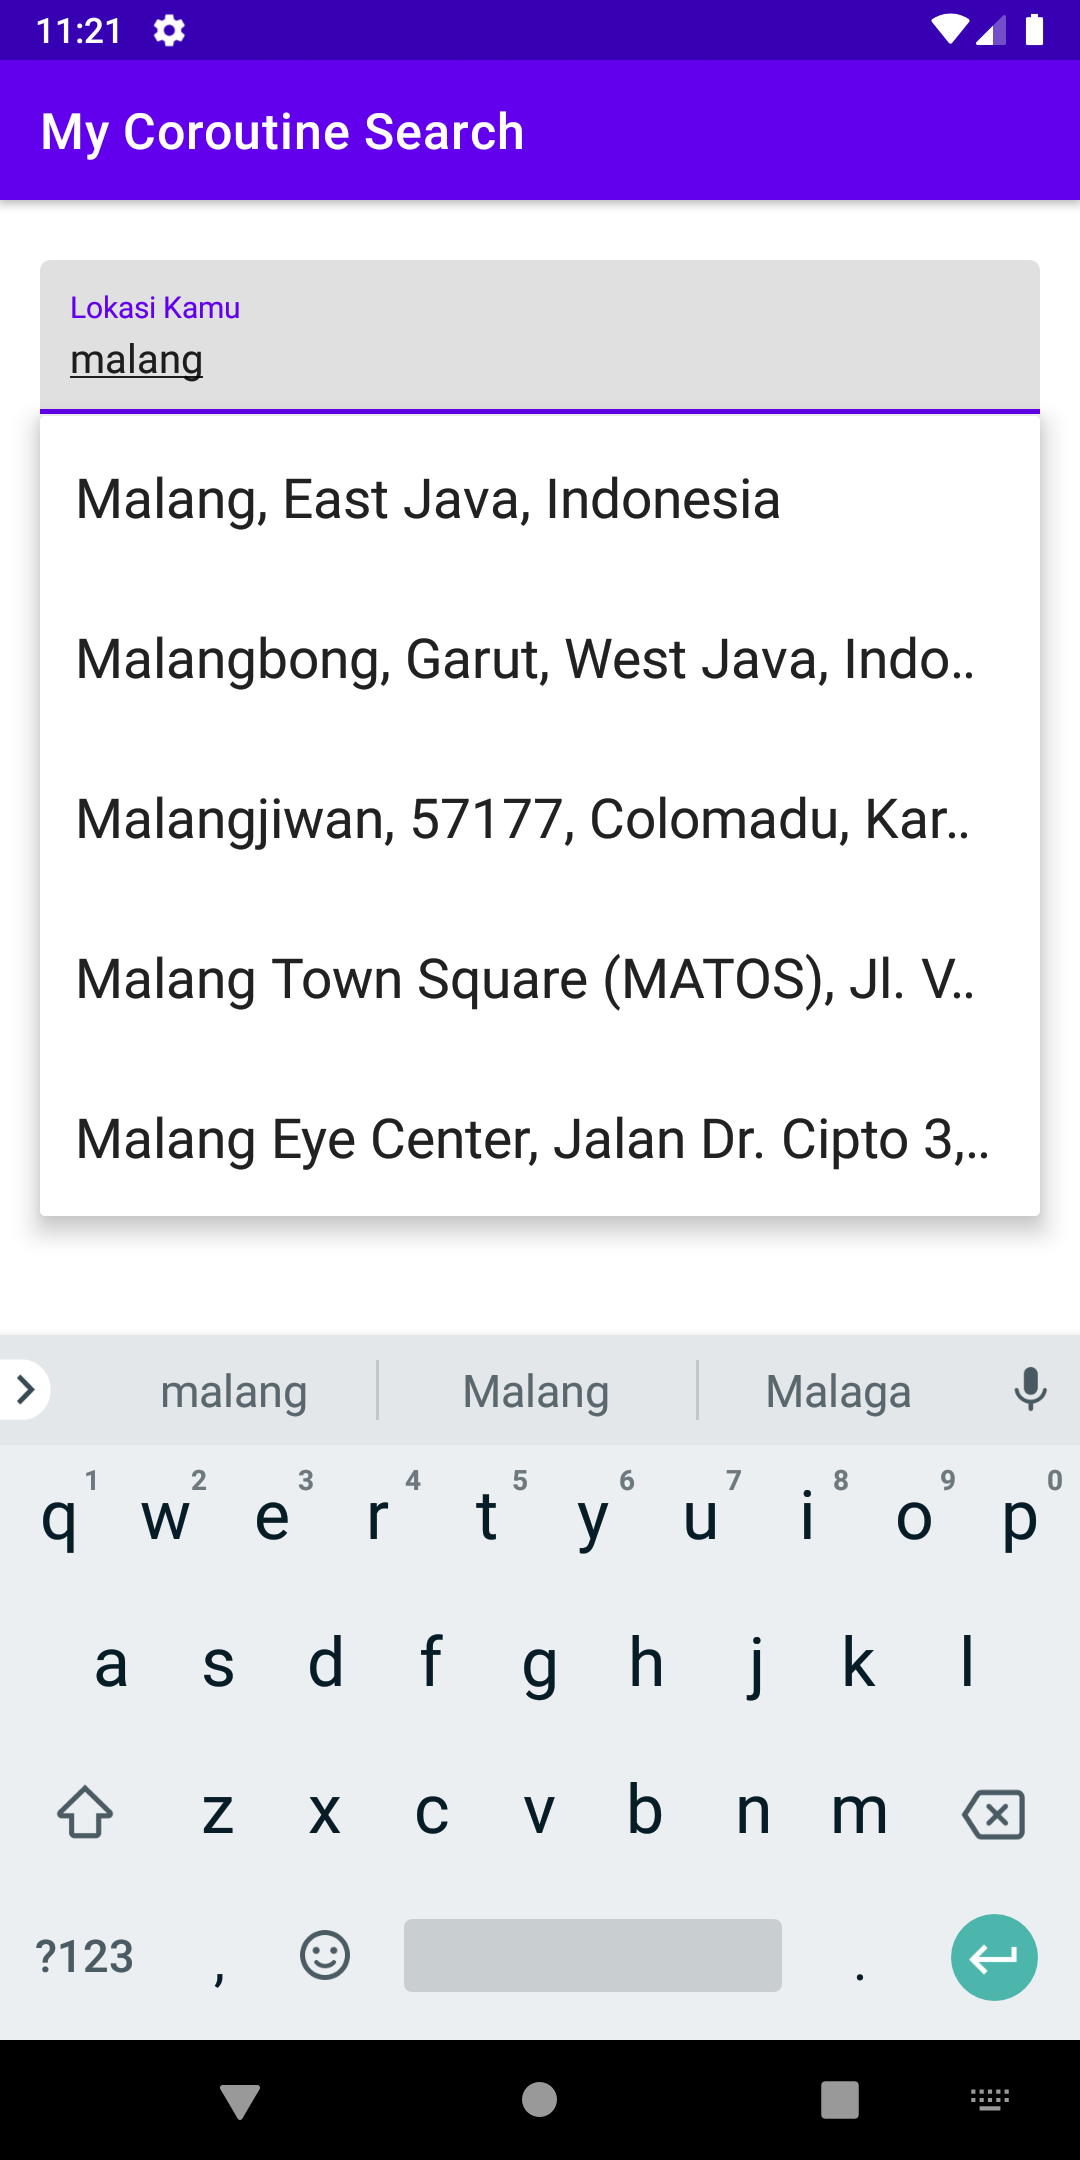 11:21
My Coroutine Search
Lokasi Kamu
malang
Malang, East Java, Indonesia
Malangbong, Garut, West Java, Indo..
Malangjiwan, 57177, Colomadu, Kar..
Malang Town Square (MATOS), Jl. V..
Malang Eye Center, Jalan Dr. Cipto 3,..
malang Malang Malaga
1 2 3 4 5 6 7 8 9 0
q w e r t y u i o p
a s d f g h j k l
z x c v b n m
?123 , .